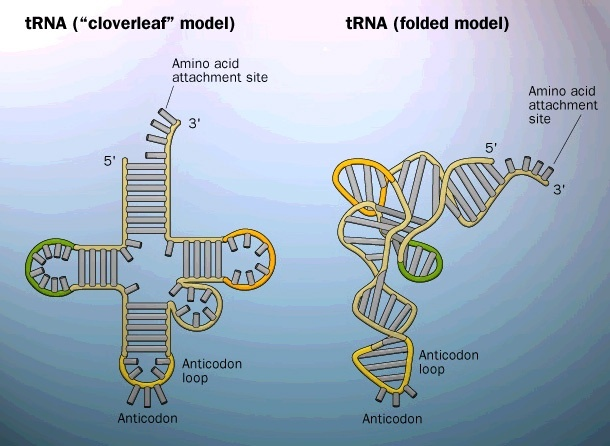 tRNA (“cloverleaf” model)
Amino acid
attachment site
3'
5'
Anticodon
loop
Anticodon
tRNA (folded model)
Amino acid
attachment
site
5'
3'
Anticodon
loop
Anticodon